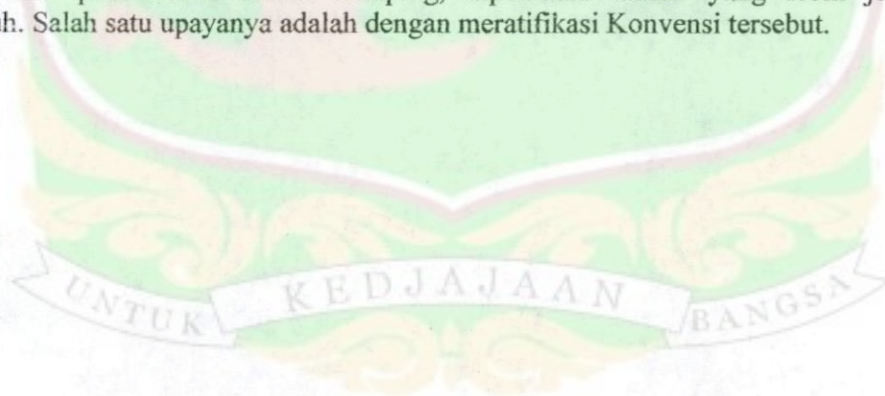 h. Salah satu upayanya adalah dengan meratifikasi Konvensi tersebut.
UNTUK KEDJAJAAN BANGSA